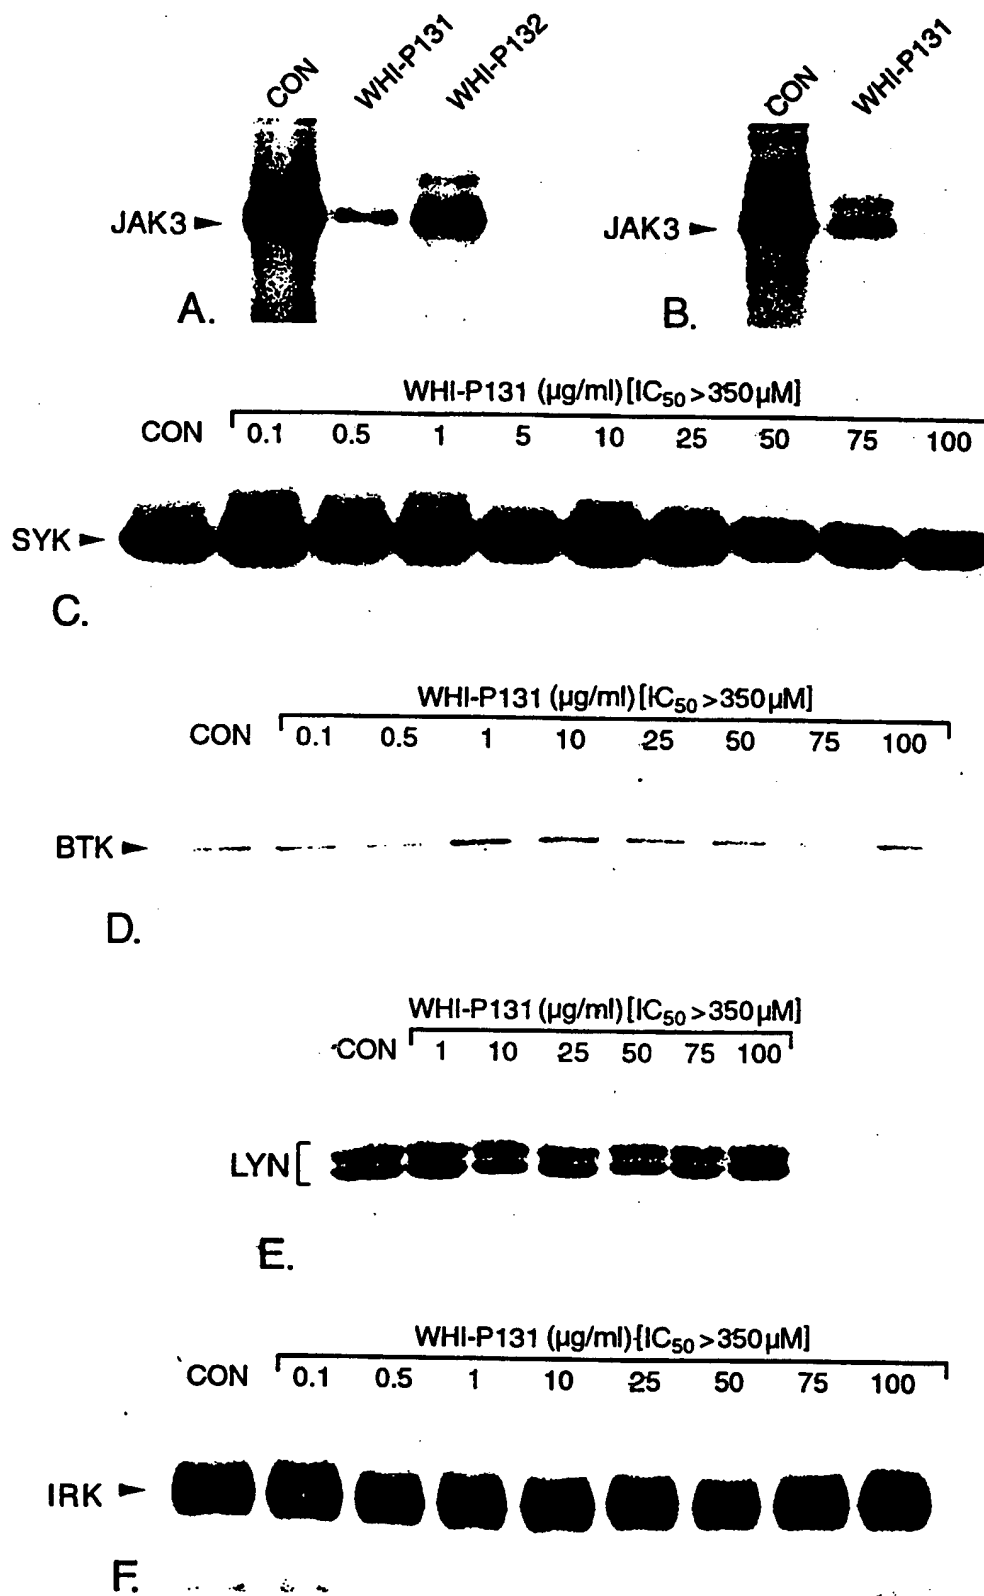 CON WHI-P131 WHI-P132
CON WHI-P131
JAK3
JAK3
A.
B.
WHI-P131 (µg/ml) [IC50 >350µM]
CON 0.1 0.5 1 5 10 25 50 75 100
SYK
C.
WHI-P131 (µg/ml) [IC50 >350µM]
CON 0.1 0.5 1 10 25 50 75 100
BTK
D.
WHI-P131 (µg/ml) [IC50 >350µM]
CON 1 10 25 50 75 100
LYN
E.
WHI-P131 (µg/ml) [IC50 >350µM]
CON 0.1 0.5 1 10 25 50 75 100
IRK
F.